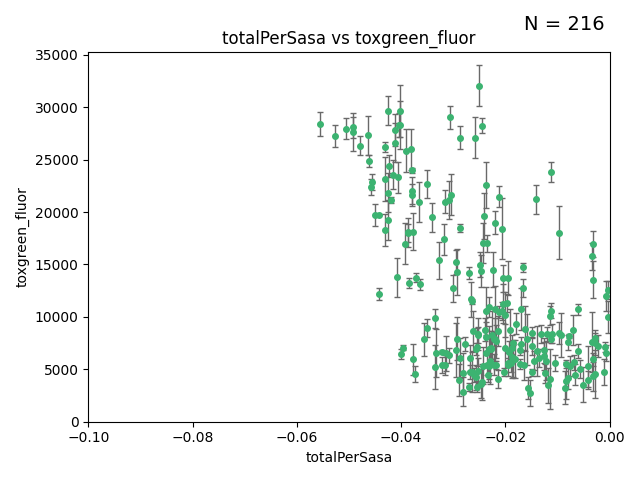 N = 216
totalPerSasa vs toxgreen_fluor
35000
30000
25000
20000
15000
10000
5000
0
toxgreen_fluor
−0.10 −0.08 −0.06 −0.04 −0.02 0.00
totalPerSasa